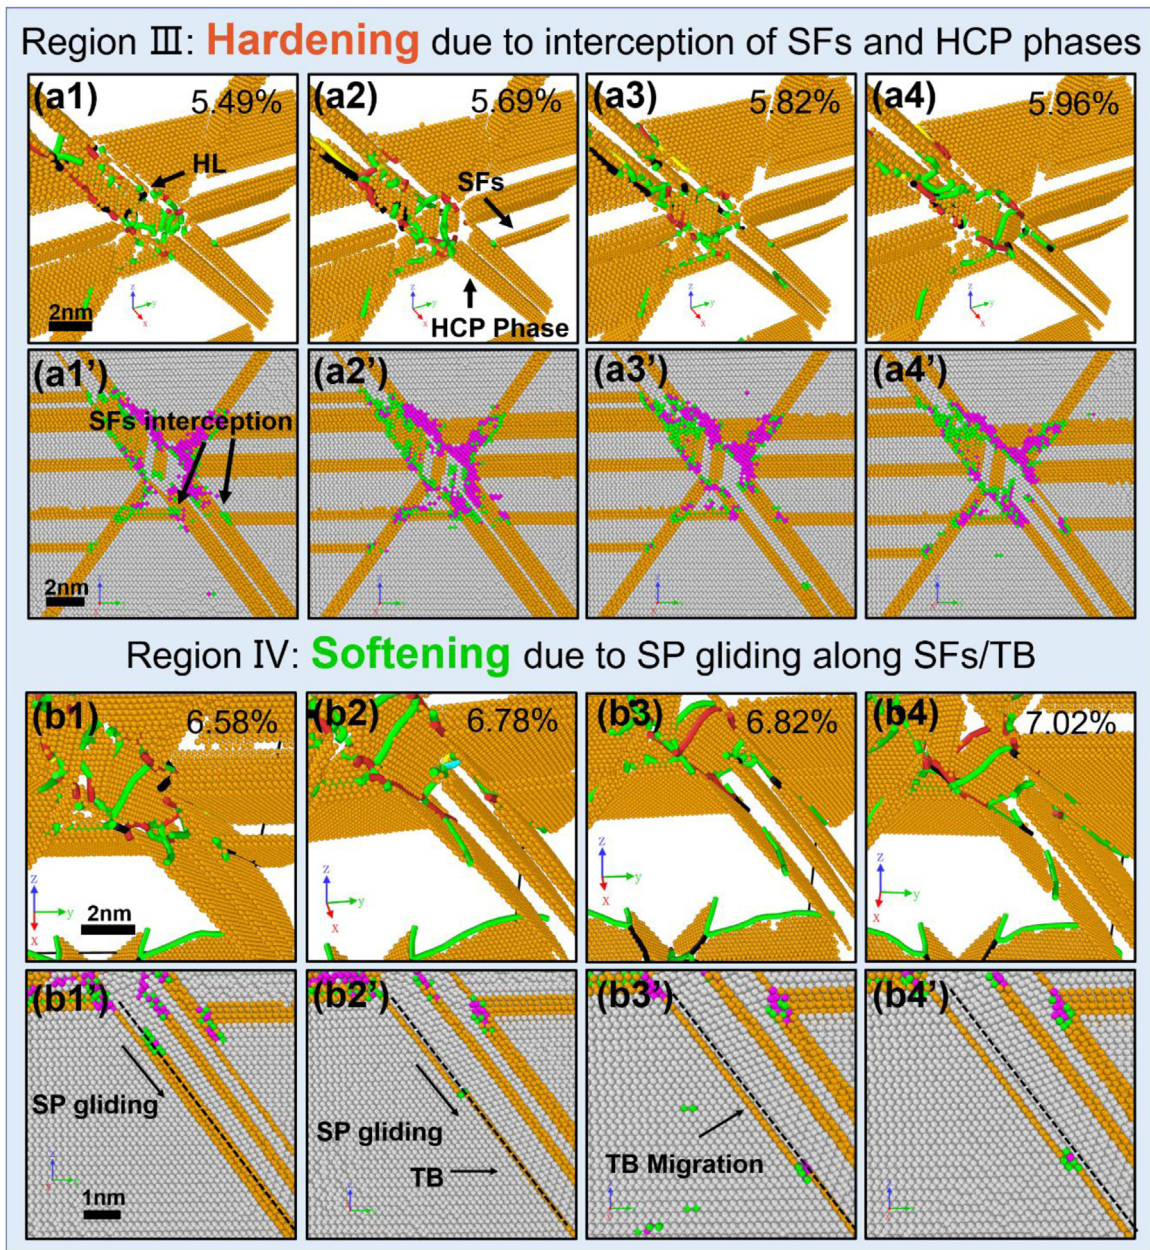 Region Ⅲ: Hardening due to interception of SFs and HCP phases
(a1) 5.49%
HL
2nm
z
y
x
(a2) 5.69%
SFs
HCP Phase
z
y
x
(a3) 5.82%
z
y
x
(a4) 5.96%
z
y
x
(a1')
SFs interception
2nm
(a2')
(a3')
(a4')
Region Ⅳ: Softening due to SP gliding along SFs/TB
(b1) 6.58%
z
y
x
2nm
(b2) 6.78%
z
y
x
(b3) 6.82%
z
y
x
(b4) 7.02%
z
y
x
(b1')
SP gliding
1nm
(b2')
SP gliding
TB
(b3')
TB Migration
(b4')